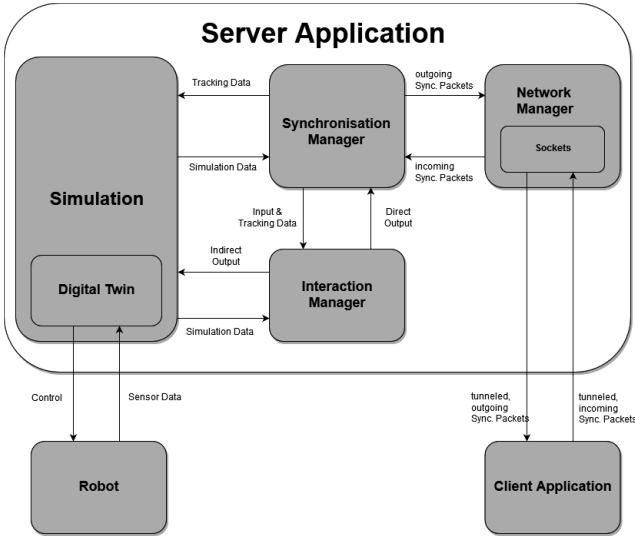 Server Application
Tracking Data
outgoing
Sync. Packets
Network
Manager
Synchronisation
Manager
Sockets
Simulation Data
incoming
Sync. Packets
Simulation
Input &
Tracking Data
Direct
Output
Indirect
Output
Digital Twin
Interaction
Manager
Simulation Data
Control
Sensor Data
tunneled,
outgoing
Sync. Packets
tunneled,
incoming
Sync. Packets
Robot
Client Application